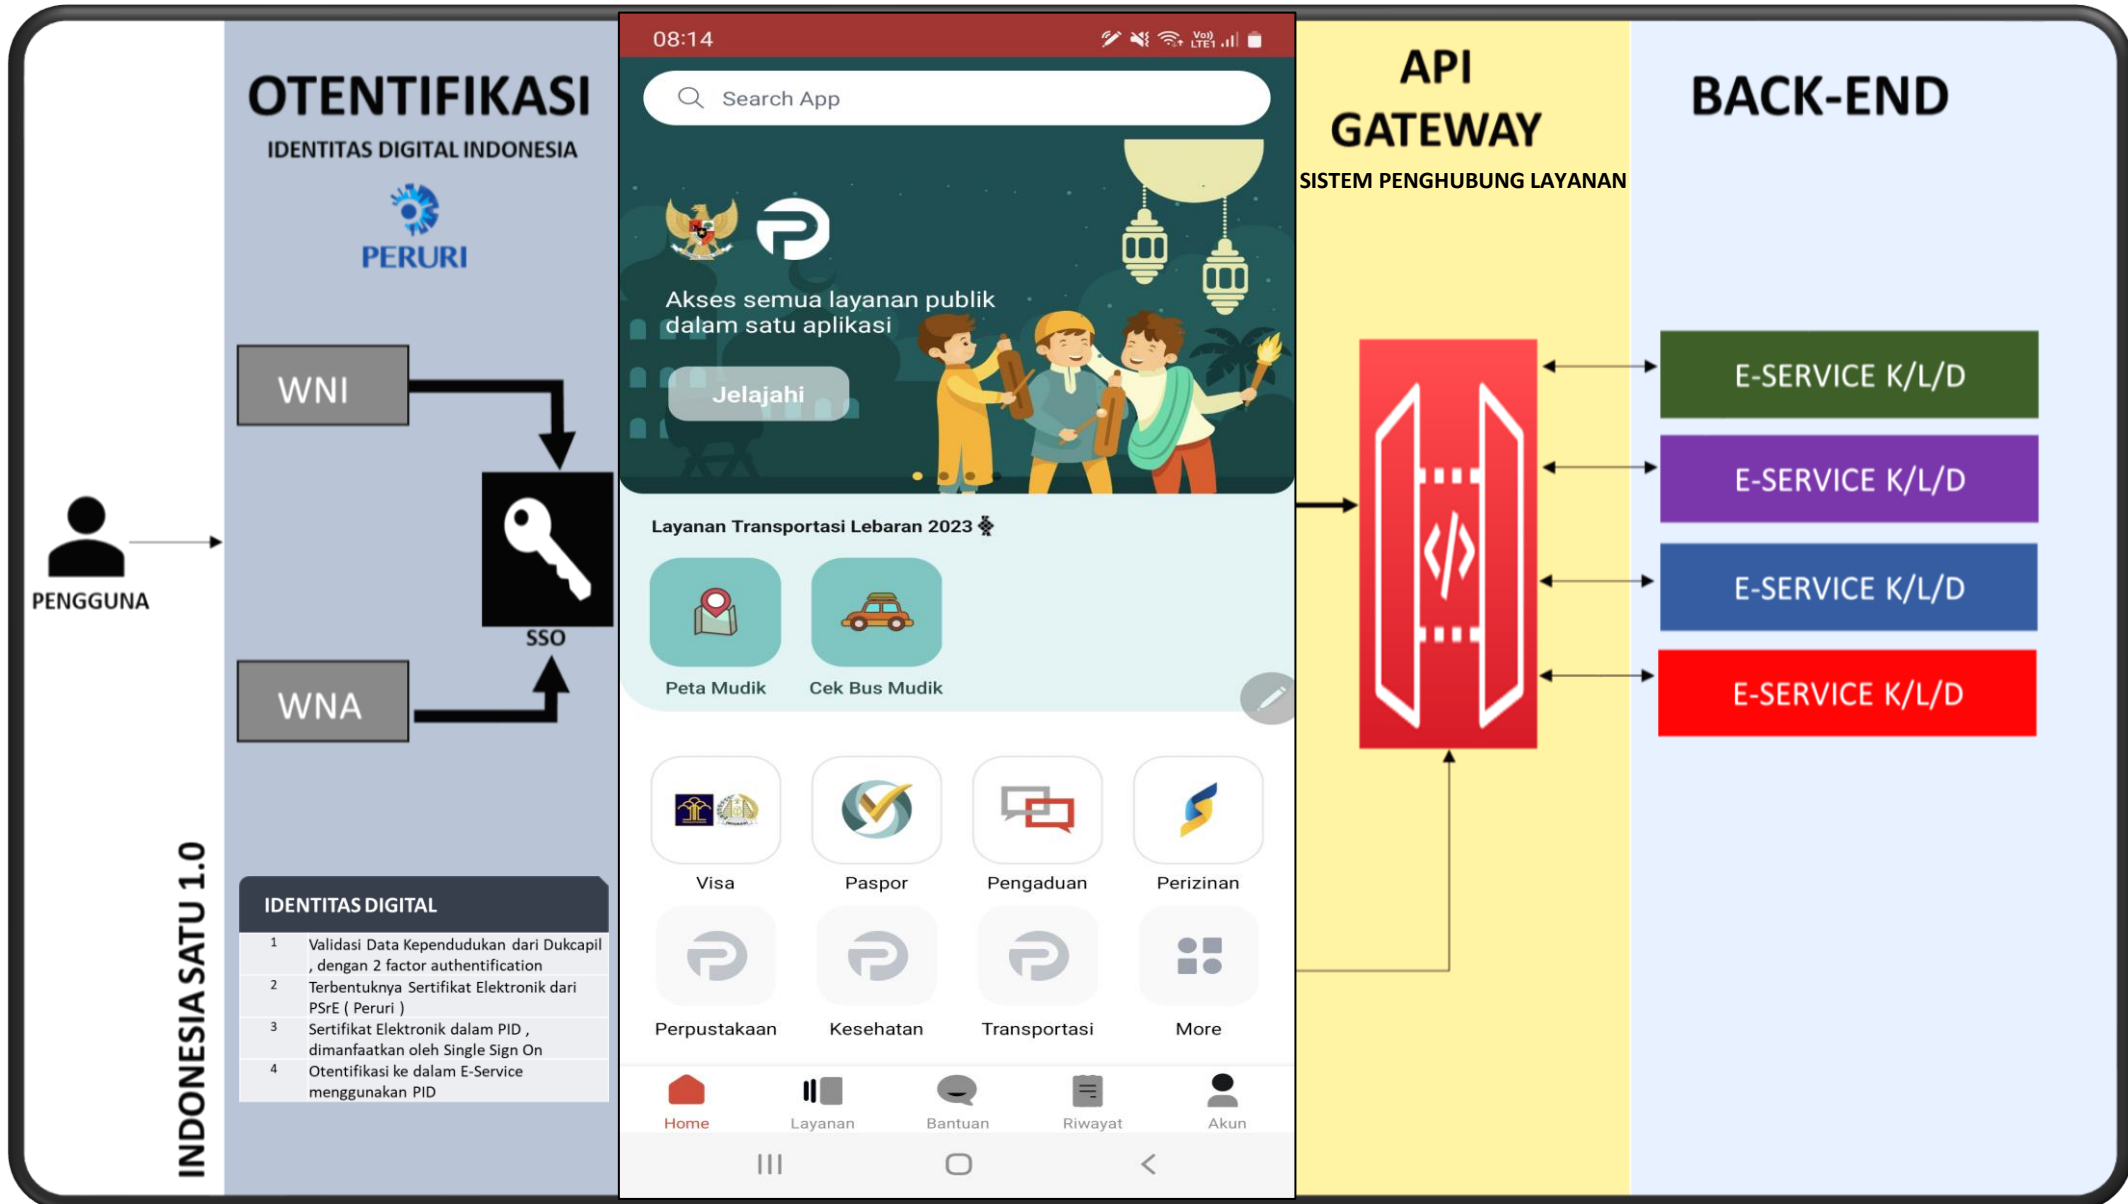 OTENTIFIKASI
IDENTITAS DIGITAL INDONESIA
PERURI
WNI
SSO
WNA
PENGGUNA
INDONESIA SATU 1.0
IDENTITAS DIGITAL
1 Validasi Data Kependudukan dari Dukcapil
, dengan 2 factor authentification
2 Terbentuknya Sertifikat Elektronik dari
PSrE ( Peruri )
3 Sertifikat Elektronik dalam PID ,
dimanfaatkan oleh Single Sign On
4 Otentifikasi ke dalam E-Service
menggunakan PID
08:14
Vo)) LTE1
Search App
Akses semua layanan publik
dalam satu aplikasi
Jelajahi
Layanan Transportasi Lebaran 2023
Peta Mudik Cek Bus Mudik
Visa Paspor Pengaduan Perizinan
Perpustakaan Kesehatan Transportasi More
Home Layanan Bantuan Riwayat Akun
API
GATEWAY
SISTEM PENGHUBUNG LAYANAN
</>
BACK-END
E-SERVICE K/L/D
E-SERVICE K/L/D
E-SERVICE K/L/D
E-SERVICE K/L/D